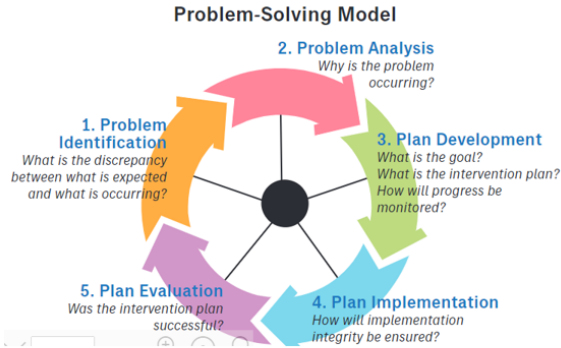 Problem-Solving Model
1. Problem
Identification
What is the discrepancy
between what is expected
and what is occurring?
2. Problem Analysis
Why is the problem
occurring?
3. Plan Development
What is the goal?
What is the intervention plan?
How will progress be
monitored?
4. Plan Implementation
How will implementation
integrity be ensured?
5. Plan Evaluation
Was the intervention plan
successful?